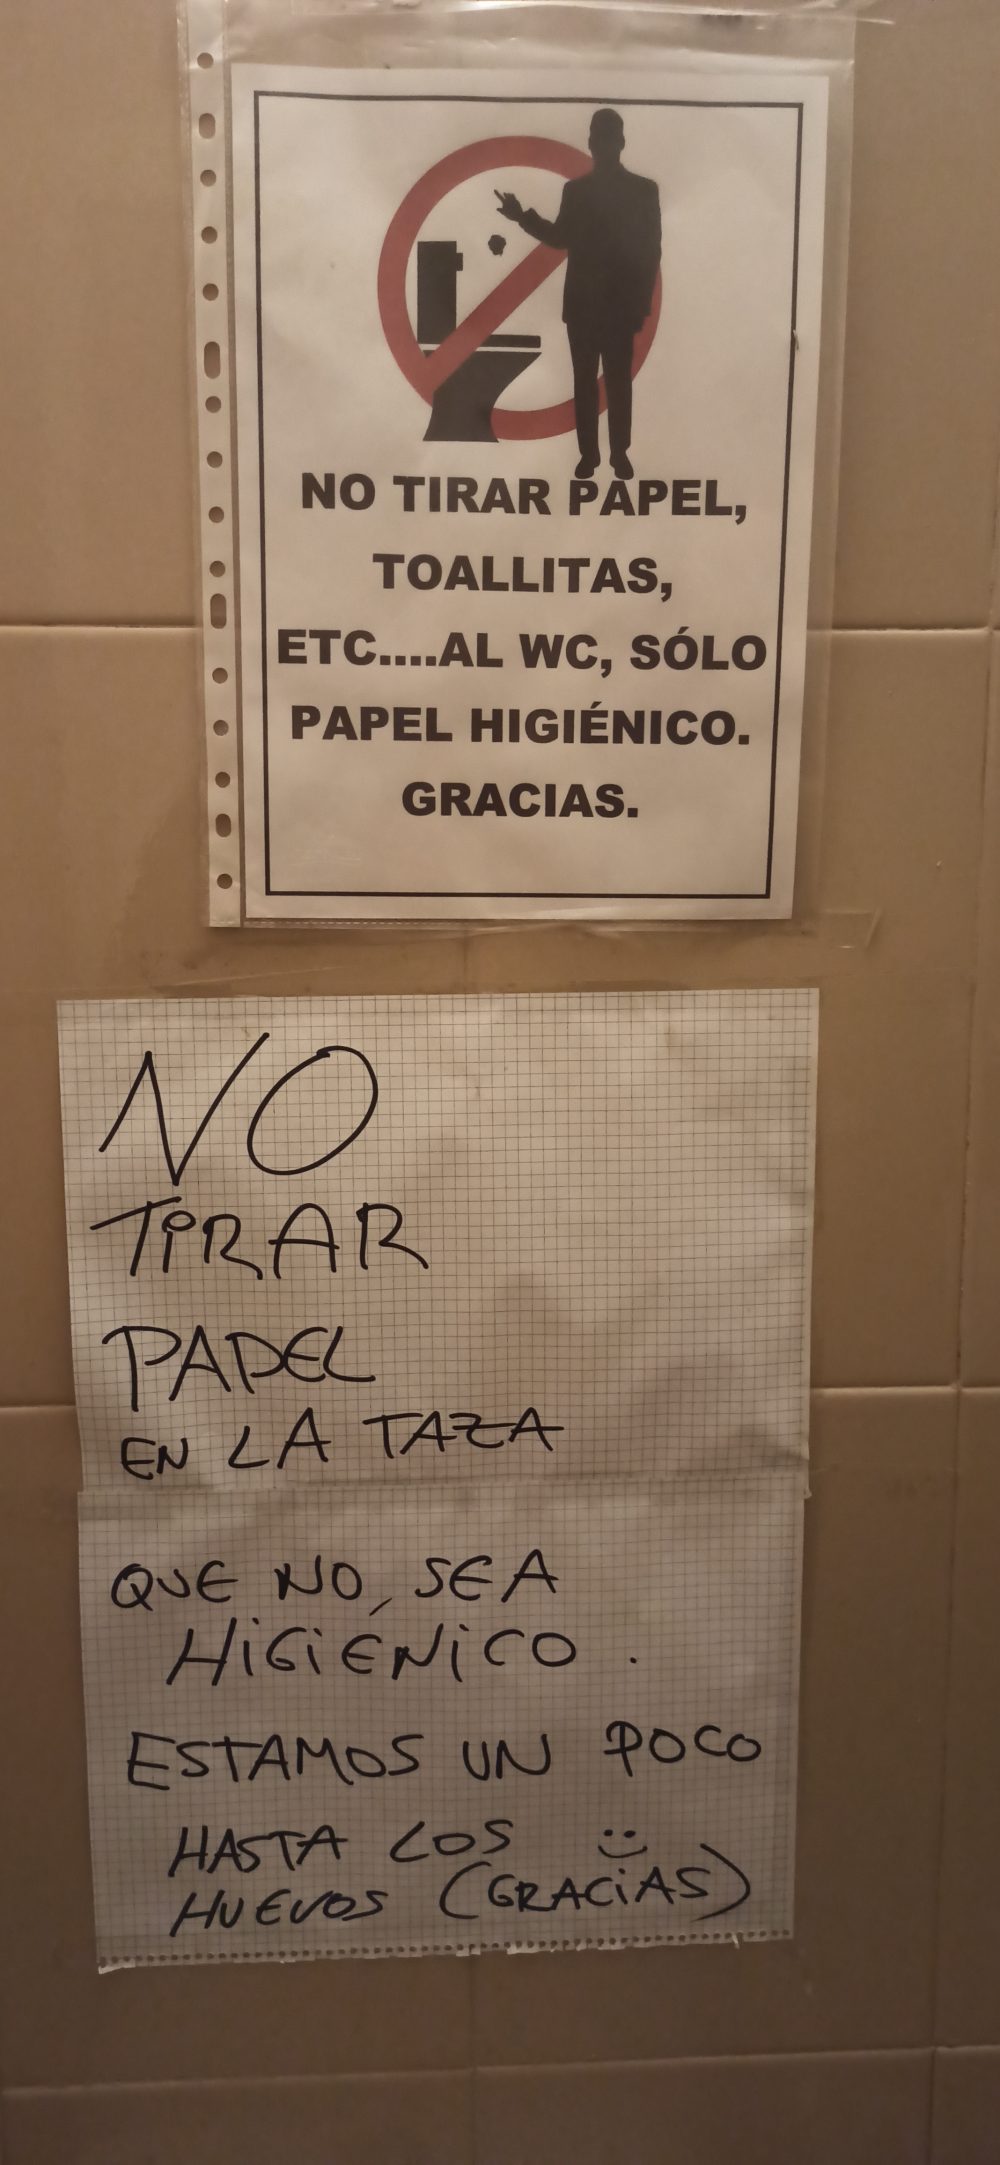 NO TIRAR PAPEL,
TOALLITAS,
ETC....AL WC, SÓLO
PAPEL HIGIÉNICO.
GRACIAS.
NO
TiRAR
PAPEL
EN LA TAZA
QUE NO, SEA
HiGiENiCO.
ESTAMOS UN POCO
HASTA LOS
HUEVOS (GRACiAS)